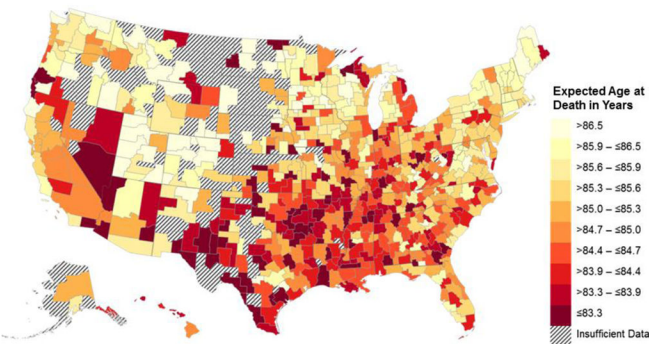 Expected Age at
Death in Years
>86.5
>85.9 – ≤86.5
>85.6 – ≤85.9
>85.3 – ≤85.6
>85.0 – ≤85.3
>84.7 – ≤85.0
>84.4 – ≤84.7
>83.9 – ≤84.4
>83.3 – ≤83.9
≤83.3
Insufficient Data